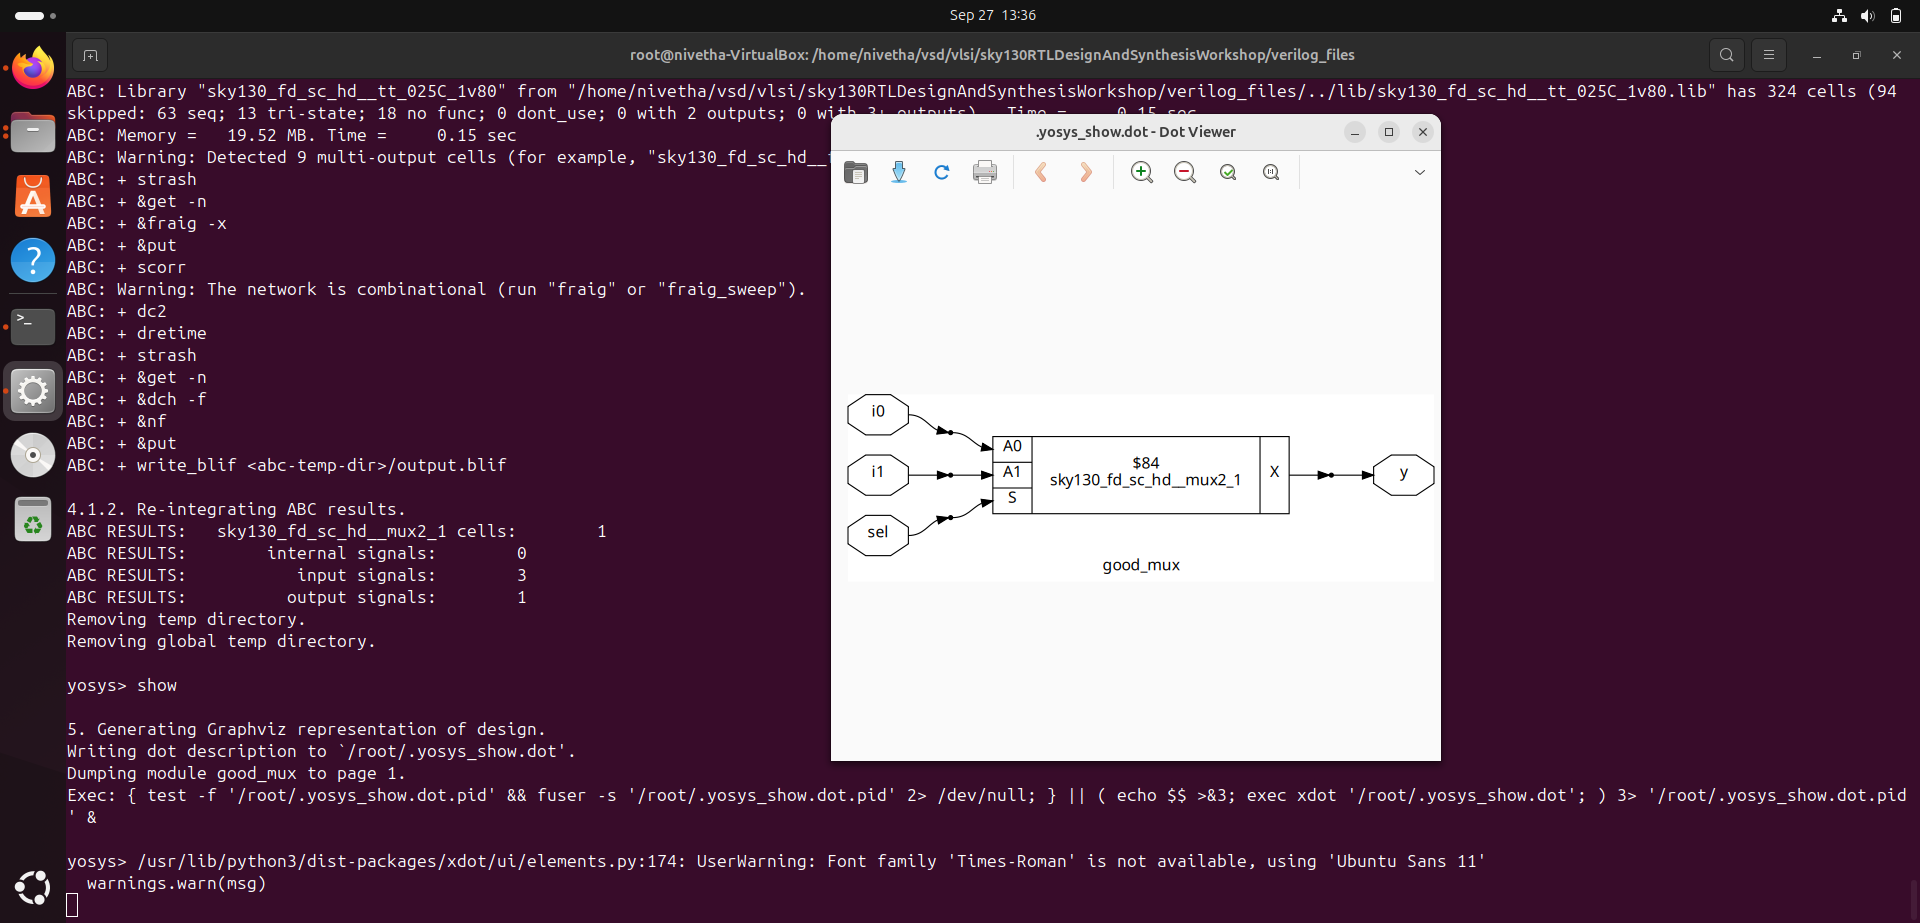 Sep 27 13:36
root@nivetha-VirtualBox: /home/nivetha/vsd/vlsi/sky130RTLDesignAndSynthesisWorkshop/verilog_files
ABC: Library "sky130_fd_sc_hd__tt_025C_1v80" from "/home/nivetha/vsd/vlsi/sky130RTLDesignAndSynthesisWorkshop/verilog_files/../lib/sky130_fd_sc_hd__tt_025C_1v80.lib" has 324 cells (94
skipped: 63 seq; 13 tri-state; 18 no func; 0 dont_use; 0 with 2 outputs; 0 with 3+ outputs). Time = 0.15 sec
ABC: Memory = 19.52 MB. Time = 0.15 sec
ABC: Warning: Detected 9 multi-output cells (for example, "sky130_fd_sc_hd__
ABC: + strash
ABC: + &get -n
ABC: + &fraig -x
ABC: + &put
ABC: + scorr
ABC: Warning: The network is combinational (run "fraig" or "fraig_sweep").
ABC: + dc2
ABC: + dretime
ABC: + strash
ABC: + &get -n
ABC: + &dch -f
ABC: + &nf
ABC: + &put
ABC: + write_blif <abc-temp-dir>/output.blif
4.1.2. Re-integrating ABC results.
ABC RESULTS: sky130_fd_sc_hd__mux2_1 cells: 1
ABC RESULTS: internal signals: 0
ABC RESULTS: input signals: 3
ABC RESULTS: output signals: 1
Removing temp directory.
Removing global temp directory.
yosys> show
5. Generating Graphviz representation of design.
Writing dot description to `/root/.yosys_show.dot'.
Dumping module good_mux to page 1.
Exec: { test -f '/root/.yosys_show.dot.pid' && fuser -s '/root/.yosys_show.dot.pid' 2> /dev/null; } || ( echo $$ >&3; exec xdot '/root/.yosys_show.dot'; ) 3> '/root/.yosys_show.dot.pid
' &
yosys> /usr/lib/python3/dist-packages/xdot/ui/elements.py:174: UserWarning: Font family 'Times-Roman' is not available, using 'Ubuntu Sans 11'
warnings.warn(msg)
.yosys_show.dot - Dot Viewer
i0
i1
sel
A0
A1
S
$84
sky130_fd_sc_hd__mux2_1
X
y
good_mux